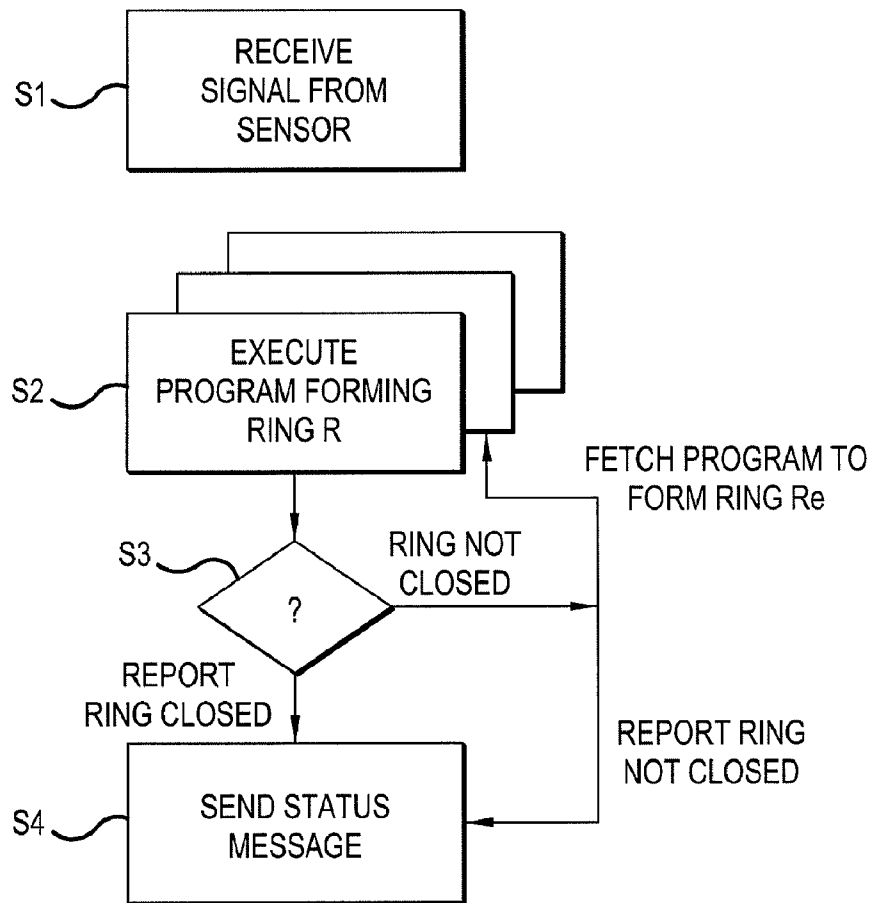 S1
RECEIVE
SIGNAL FROM
SENSOR
S2
EXECUTE
PROGRAM FORMING
RING R
FETCH PROGRAM TO
FORM RING Re
S3
?
RING NOT
CLOSED
REPORT
RING CLOSED
REPORT RING
NOT CLOSED
S4
SEND STATUS
MESSAGE